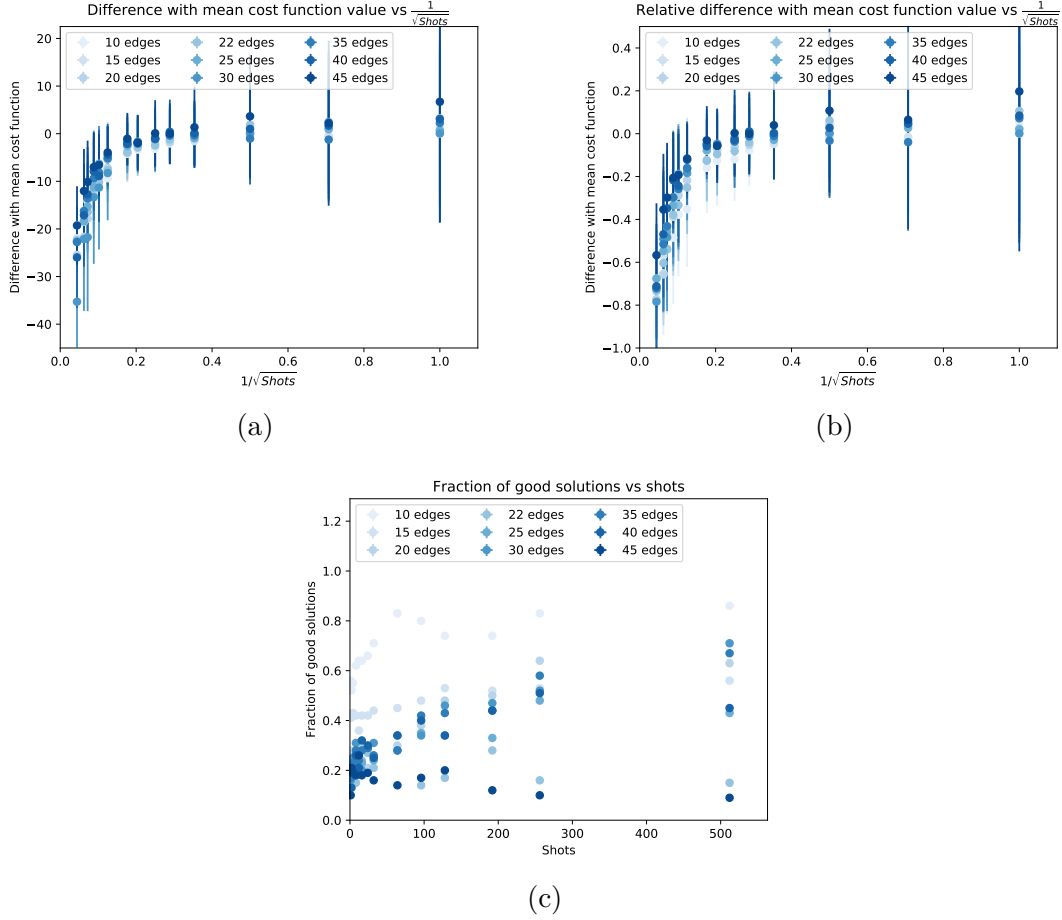 Difference with mean cost function value vs 1/√Shots
10 edges 22 edges 35 edges
15 edges 25 edges 40 edges
20 edges 30 edges 45 edges
Difference with mean cost function
20
10
0
−10
−20
−30
−40
0.0 0.2 0.4 0.6 0.8 1.0
1/√Shots
(a)
Relative difference with mean cost function value vs 1/√Shots
10 edges 22 edges 35 edges
15 edges 25 edges 40 edges
20 edges 30 edges 45 edges
Difference with mean cost function
0.4
0.2
0.0
−0.2
−0.4
−0.6
−0.8
−1.0
0.0 0.2 0.4 0.6 0.8 1.0
1/√Shots
(b)
Fraction of good solutions vs shots
10 edges 22 edges 35 edges
15 edges 25 edges 40 edges
20 edges 30 edges 45 edges
Fraction of good solutions
1.2
1.0
0.8
0.6
0.4
0.2
0.0
0 100 200 300 400 500
Shots
(c)